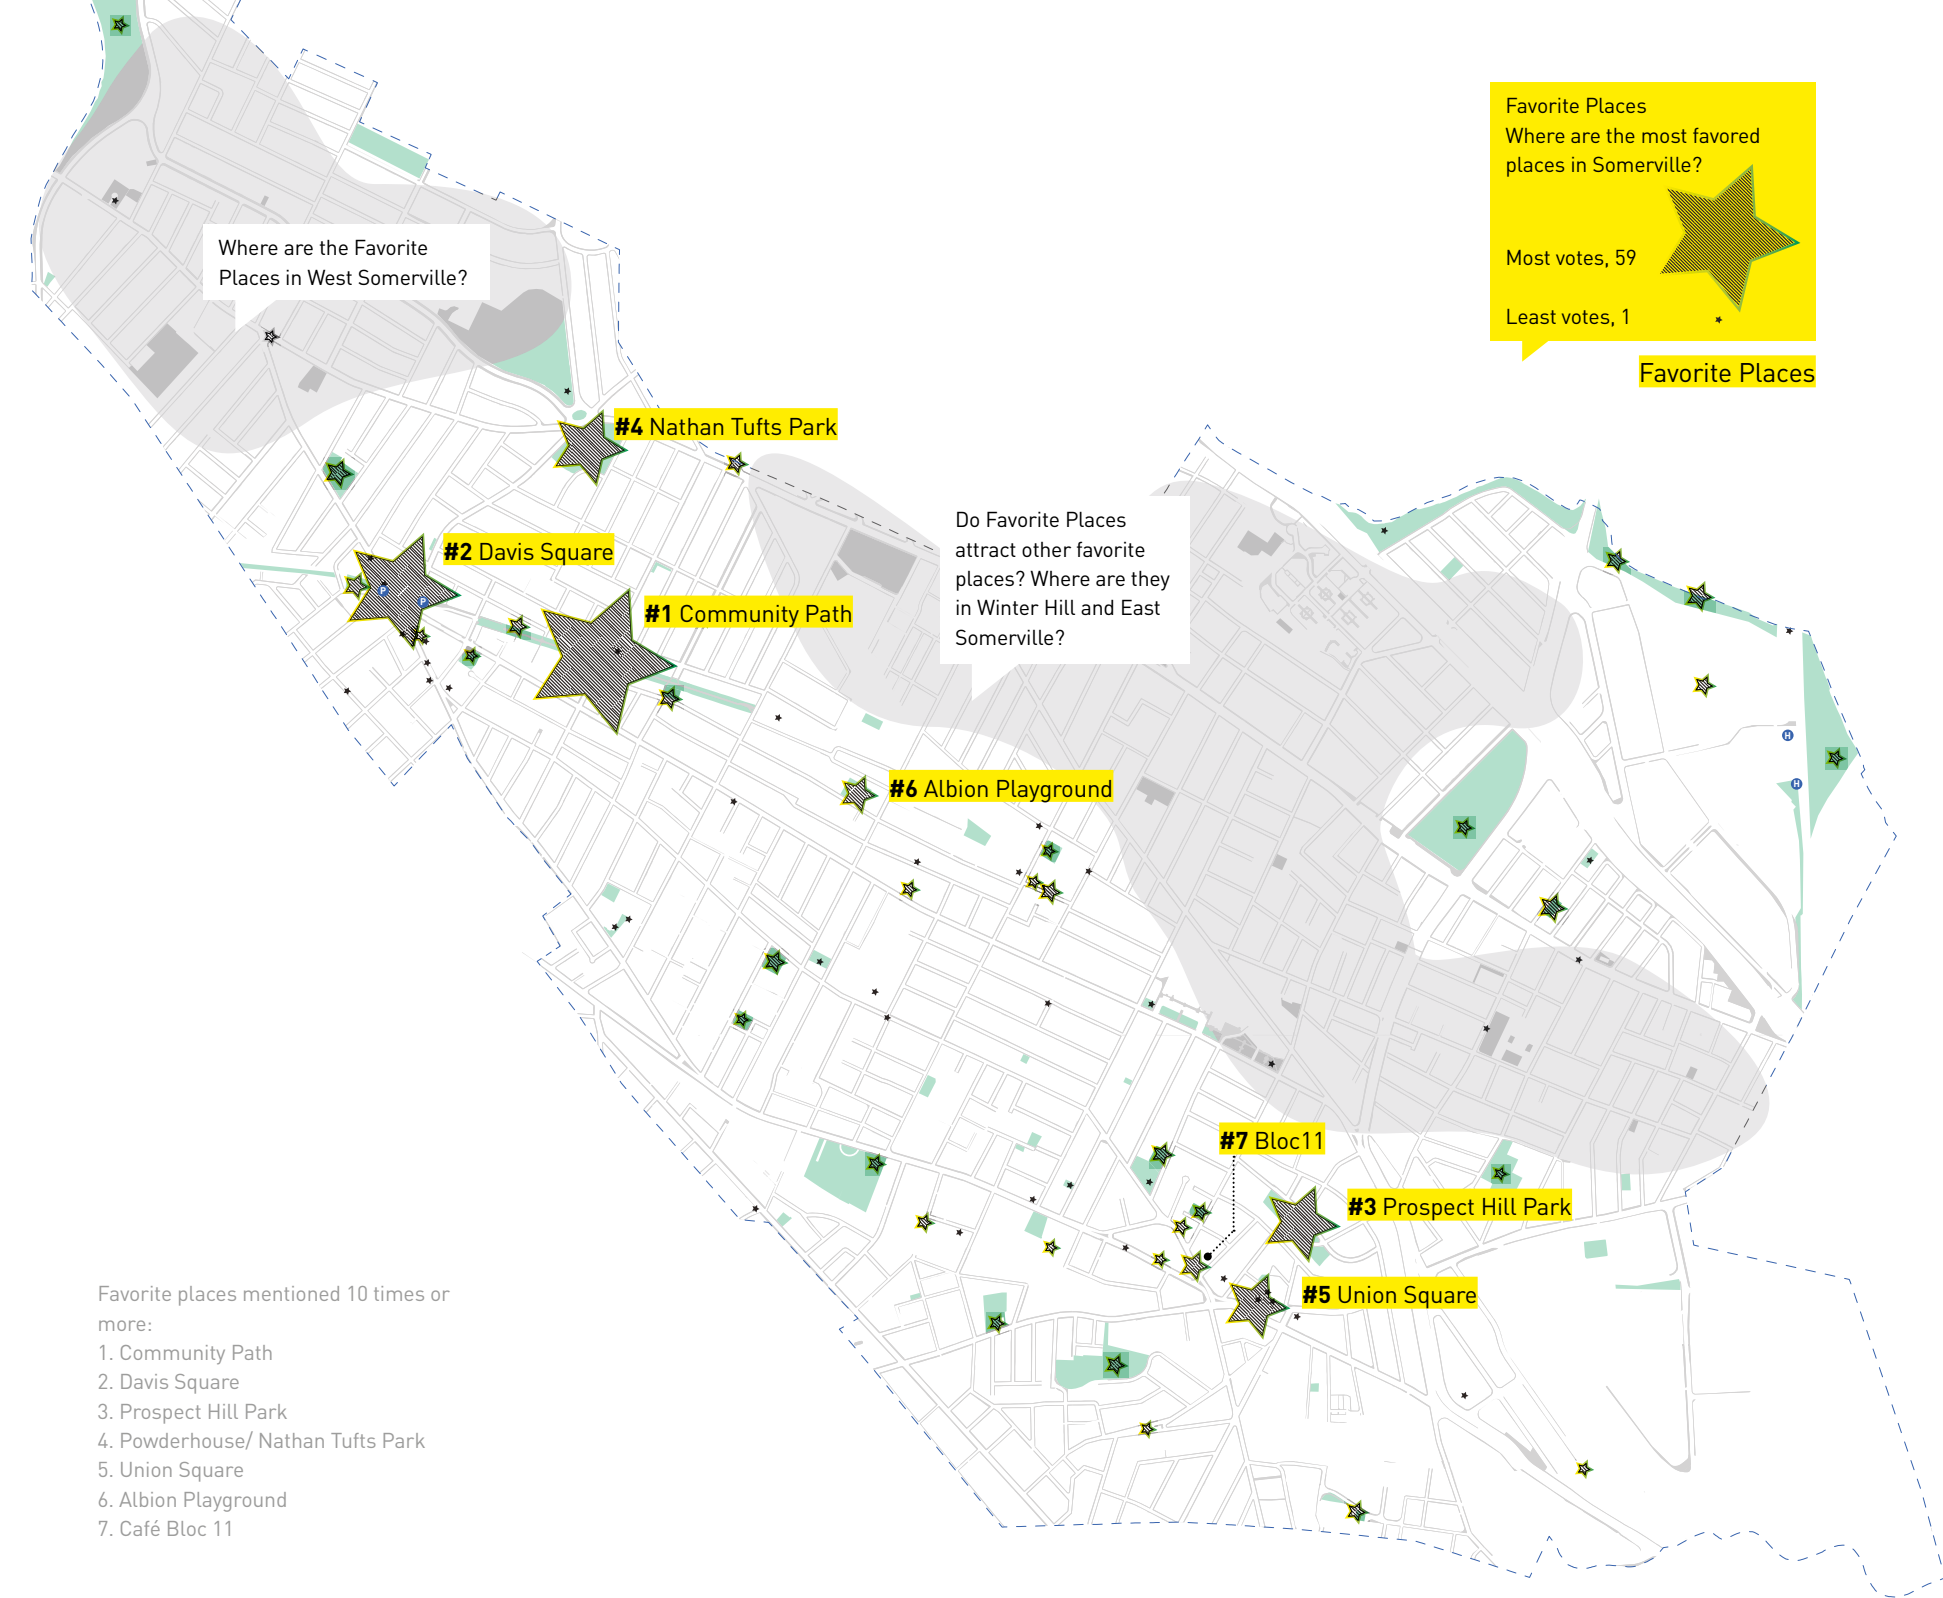 Favorite Places
Where are the most favored
places in Somerville?
Most votes, 59
Least votes, 1
Favorite Places
Where are the Favorite
Places in West Somerville?
#4 Nathan Tufts Park
Do Favorite Places
attract other favorite
places? Where are they
in Winter Hill and East
Somerville?
#2 Davis Square
P
P
#1 Community Path
H
H
#6 Albion Playground
#7 Bloc11
#3 Prospect Hill Park
#5 Union Square
Favorite places mentioned 10 times or
more:
1. Community Path
2. Davis Square
3. Prospect Hill Park
4. Powderhouse/ Nathan Tufts Park
5. Union Square
6. Albion Playground
7. Café Bloc 11